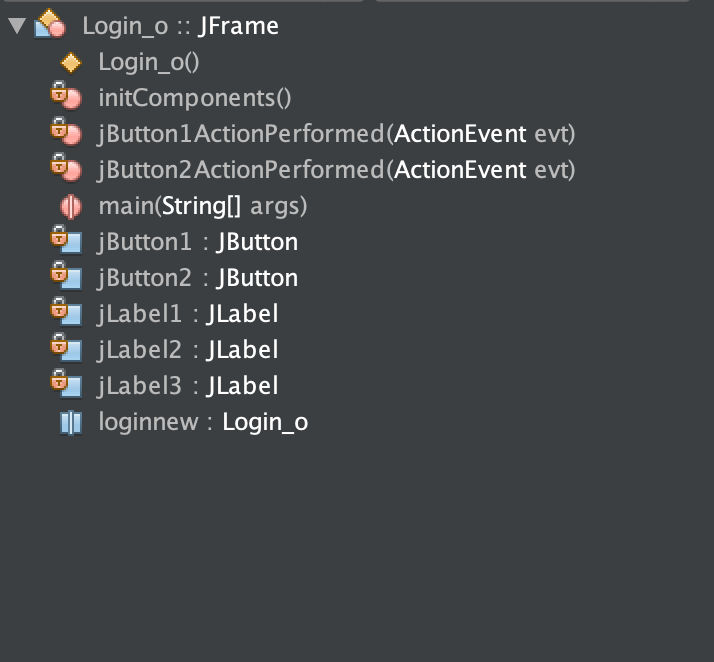 Login_o :: JFrame
Login_o()
initComponents()
jButton1ActionPerformed(ActionEvent evt)
jButton2ActionPerformed(ActionEvent evt)
main(String[] args)
jButton1 : JButton
jButton2 : JButton
jLabel1 : JLabel
jLabel2 : JLabel
jLabel3 : JLabel
loginnew : Login_o